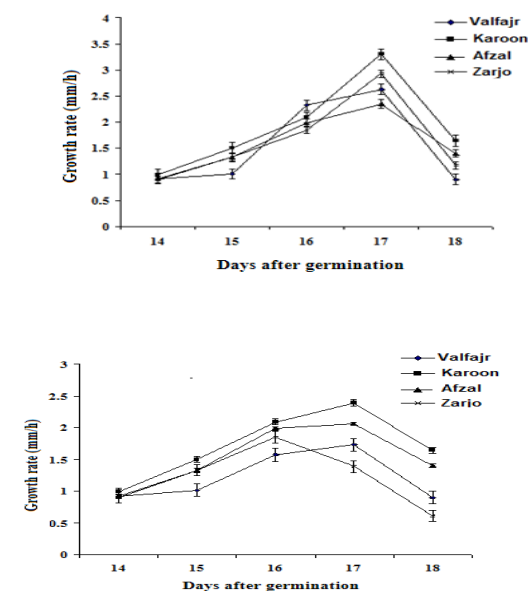 4
Valfajr
3.5
Karoon
3
Afzal
Zarjo
2.5
2
1.5
1
0.5
0
Growth rate (mm/h)
14 15 16 17 18
Days after germination
3
Valfajr
Karoon
2.5
Afzal
Zarjo
2
1.5
1
0.5
0
Growth rate (mm/h)
14 15 16 17 18
Days after germination